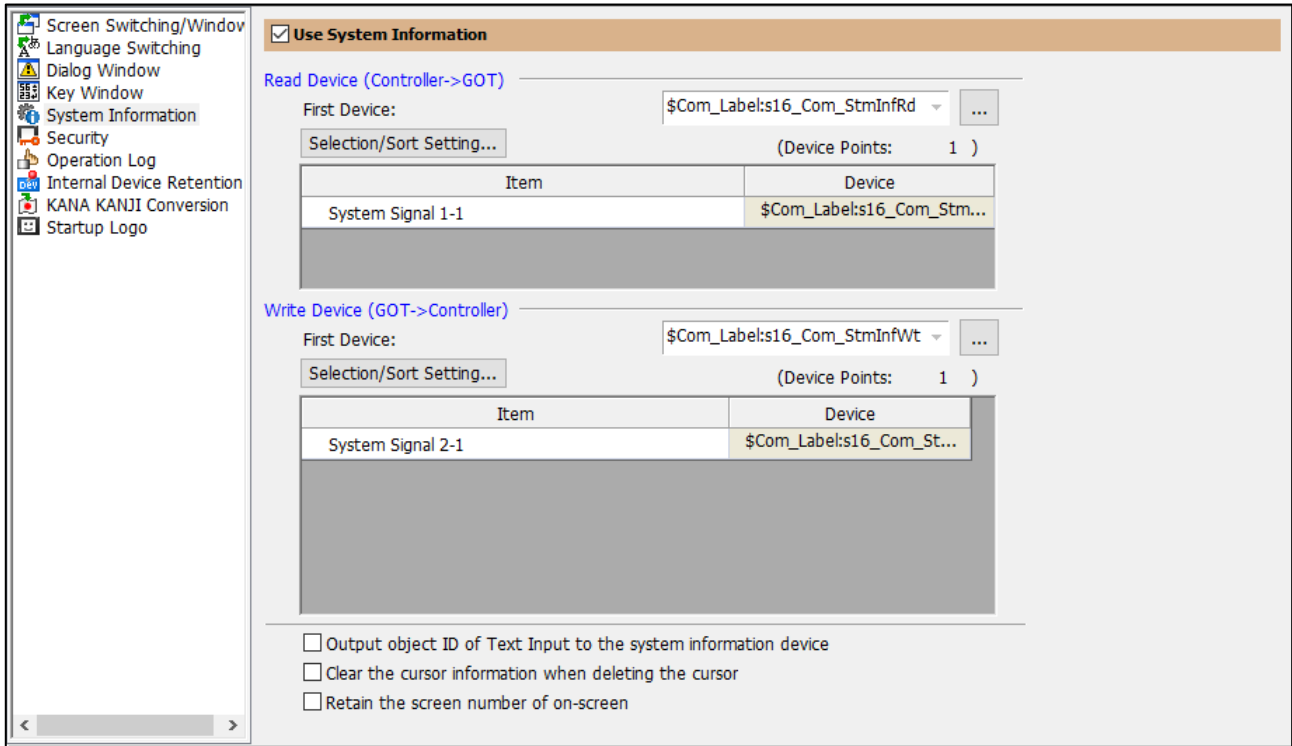 Screen Switching/Window
Language Switching
Dialog Window
Key Window
System Information
Security
Operation Log
Internal Device Retention
KANA KANJI Conversion
Startup Logo
Use System Information
Read Device (Controller->GOT)
First Device:
$Com_Label:s16_Com_StmInfRd
...
Selection/Sort Setting...
(Device Points: 1 )
Item Device
System Signal 1-1 $Com_Label:s16_Com_Stm...
Write Device (GOT->Controller)
First Device:
$Com_Label:s16_Com_StmInfWt
...
Selection/Sort Setting...
(Device Points: 1 )
Item Device
System Signal 2-1 $Com_Label:s16_Com_St...
Output object ID of Text Input to the system information device
Clear the cursor information when deleting the cursor
Retain the screen number of on-screen